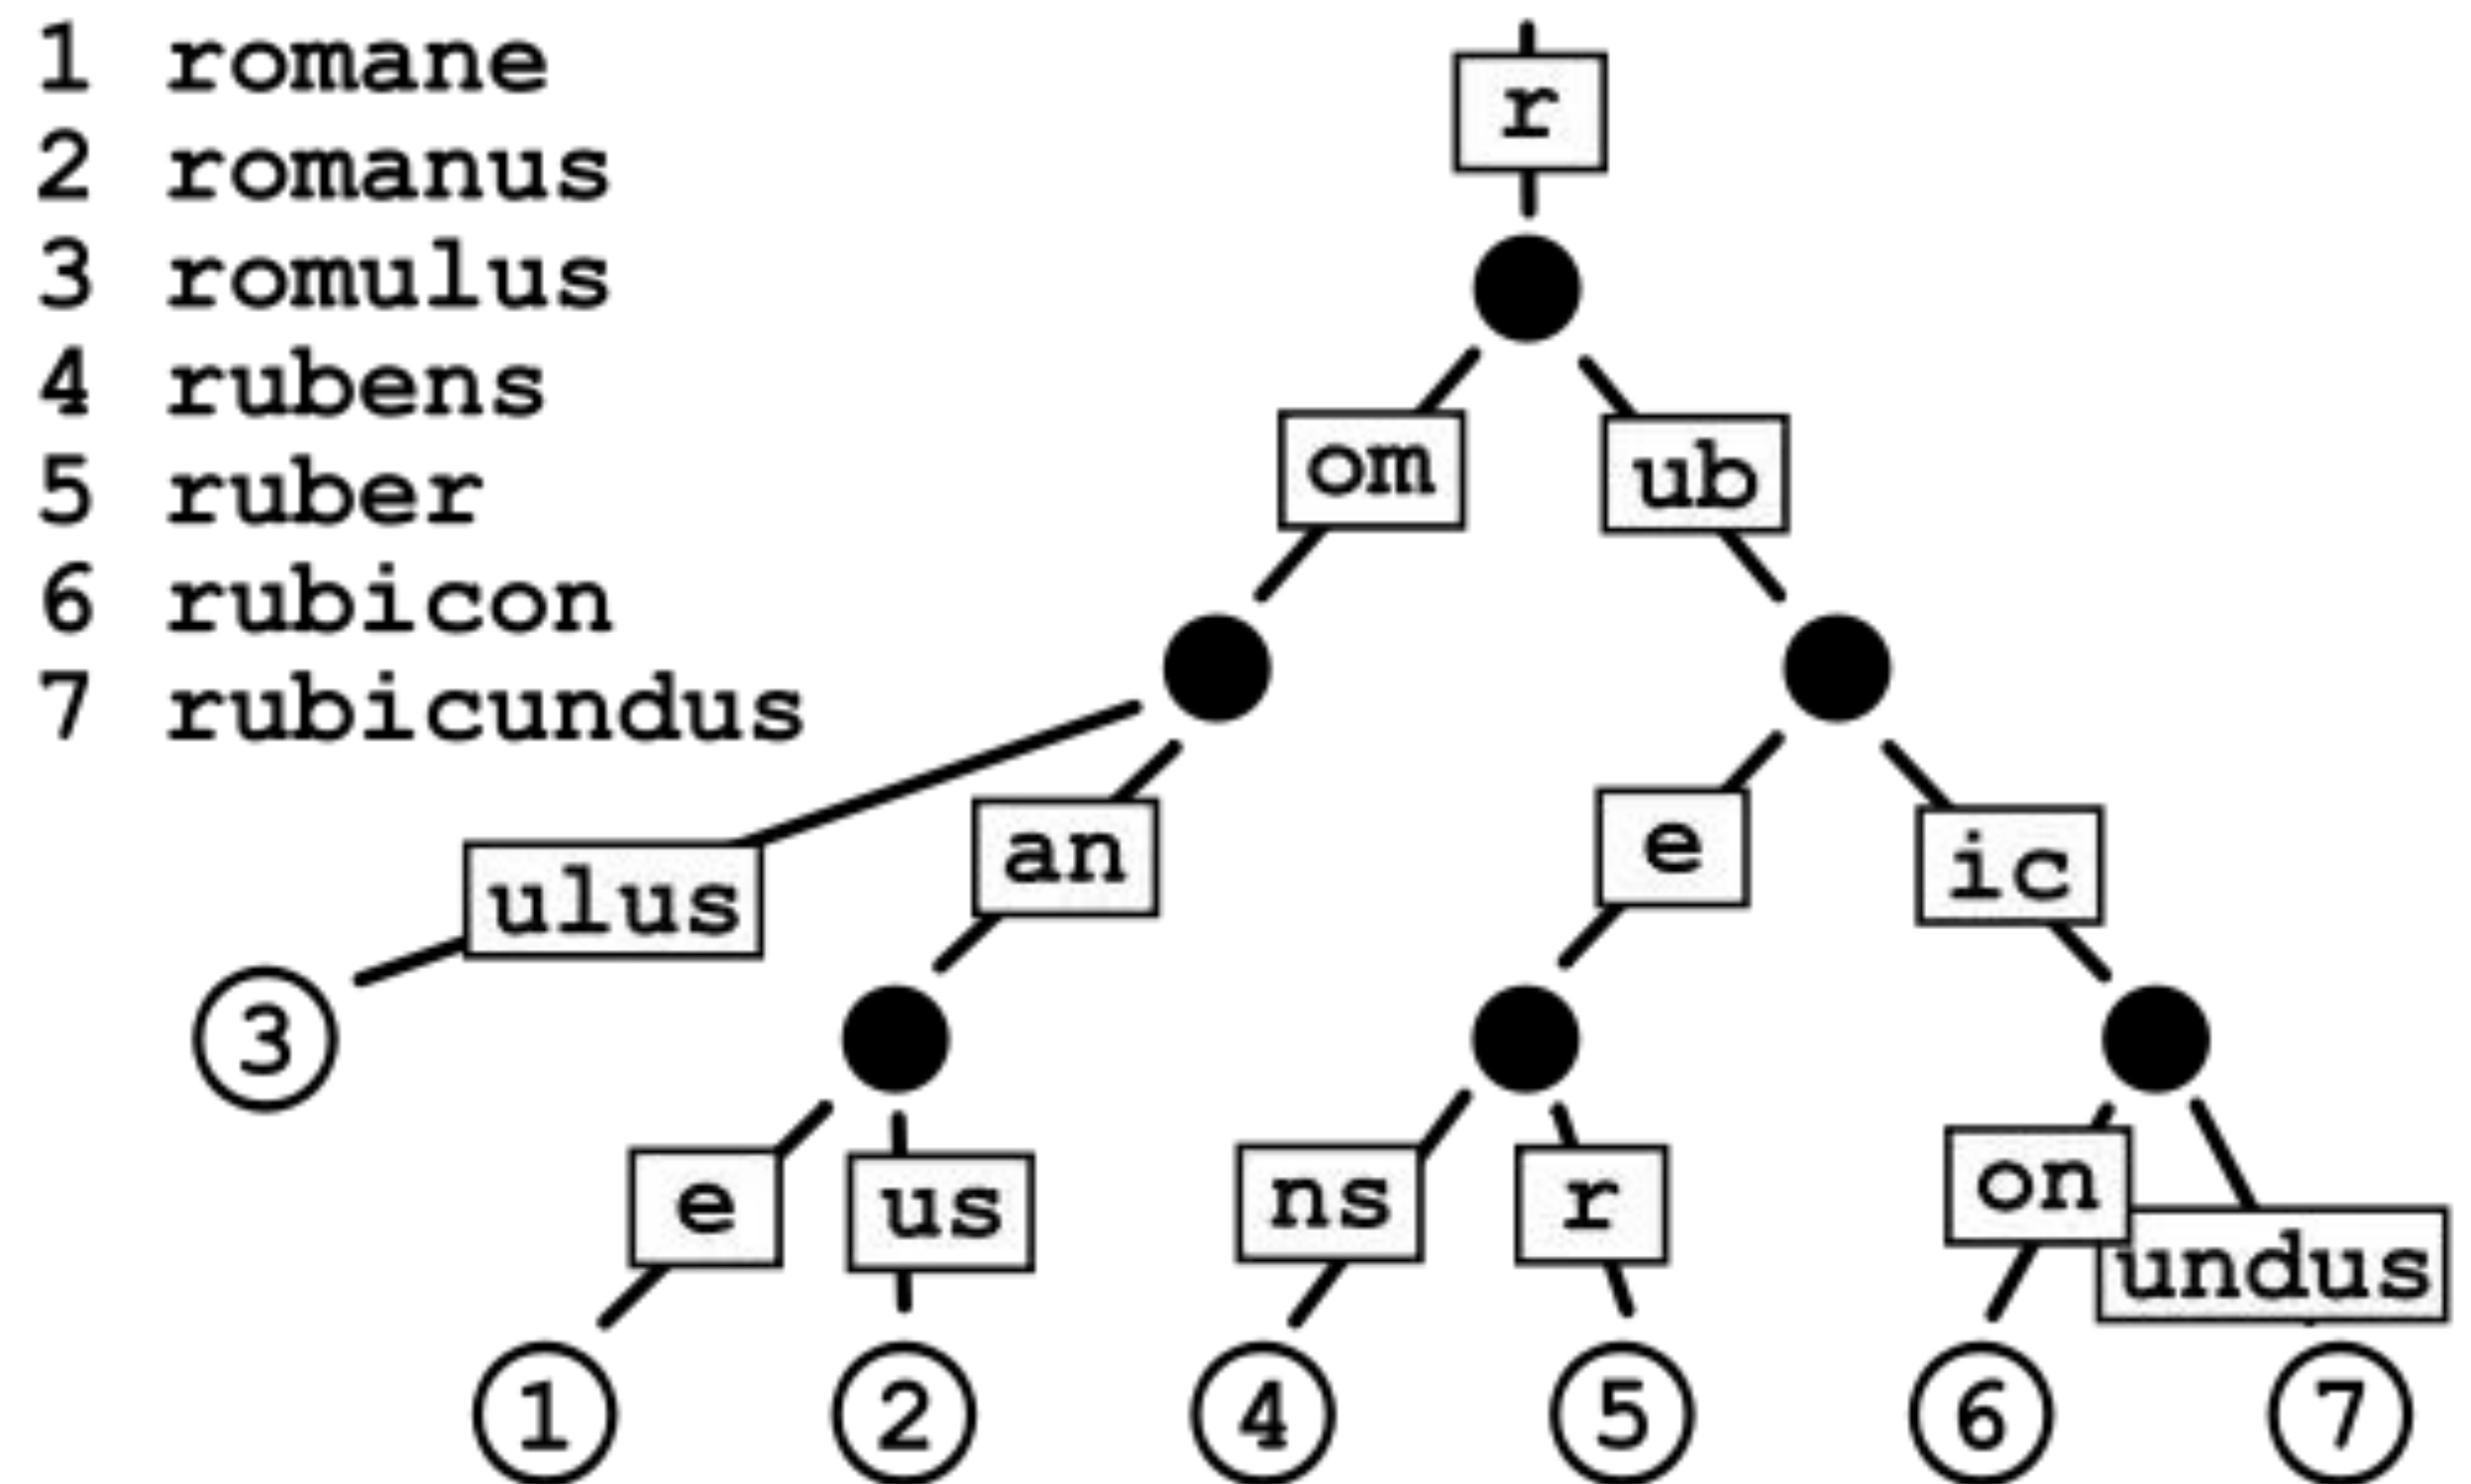 1 romane
2 romanus
3 romulus
4 rubens
5 ruber
6 rubicon
7 rubicundus
r
om ub
ulus an e ic
3
e us ns r on undus
1 2 4 5 6 7